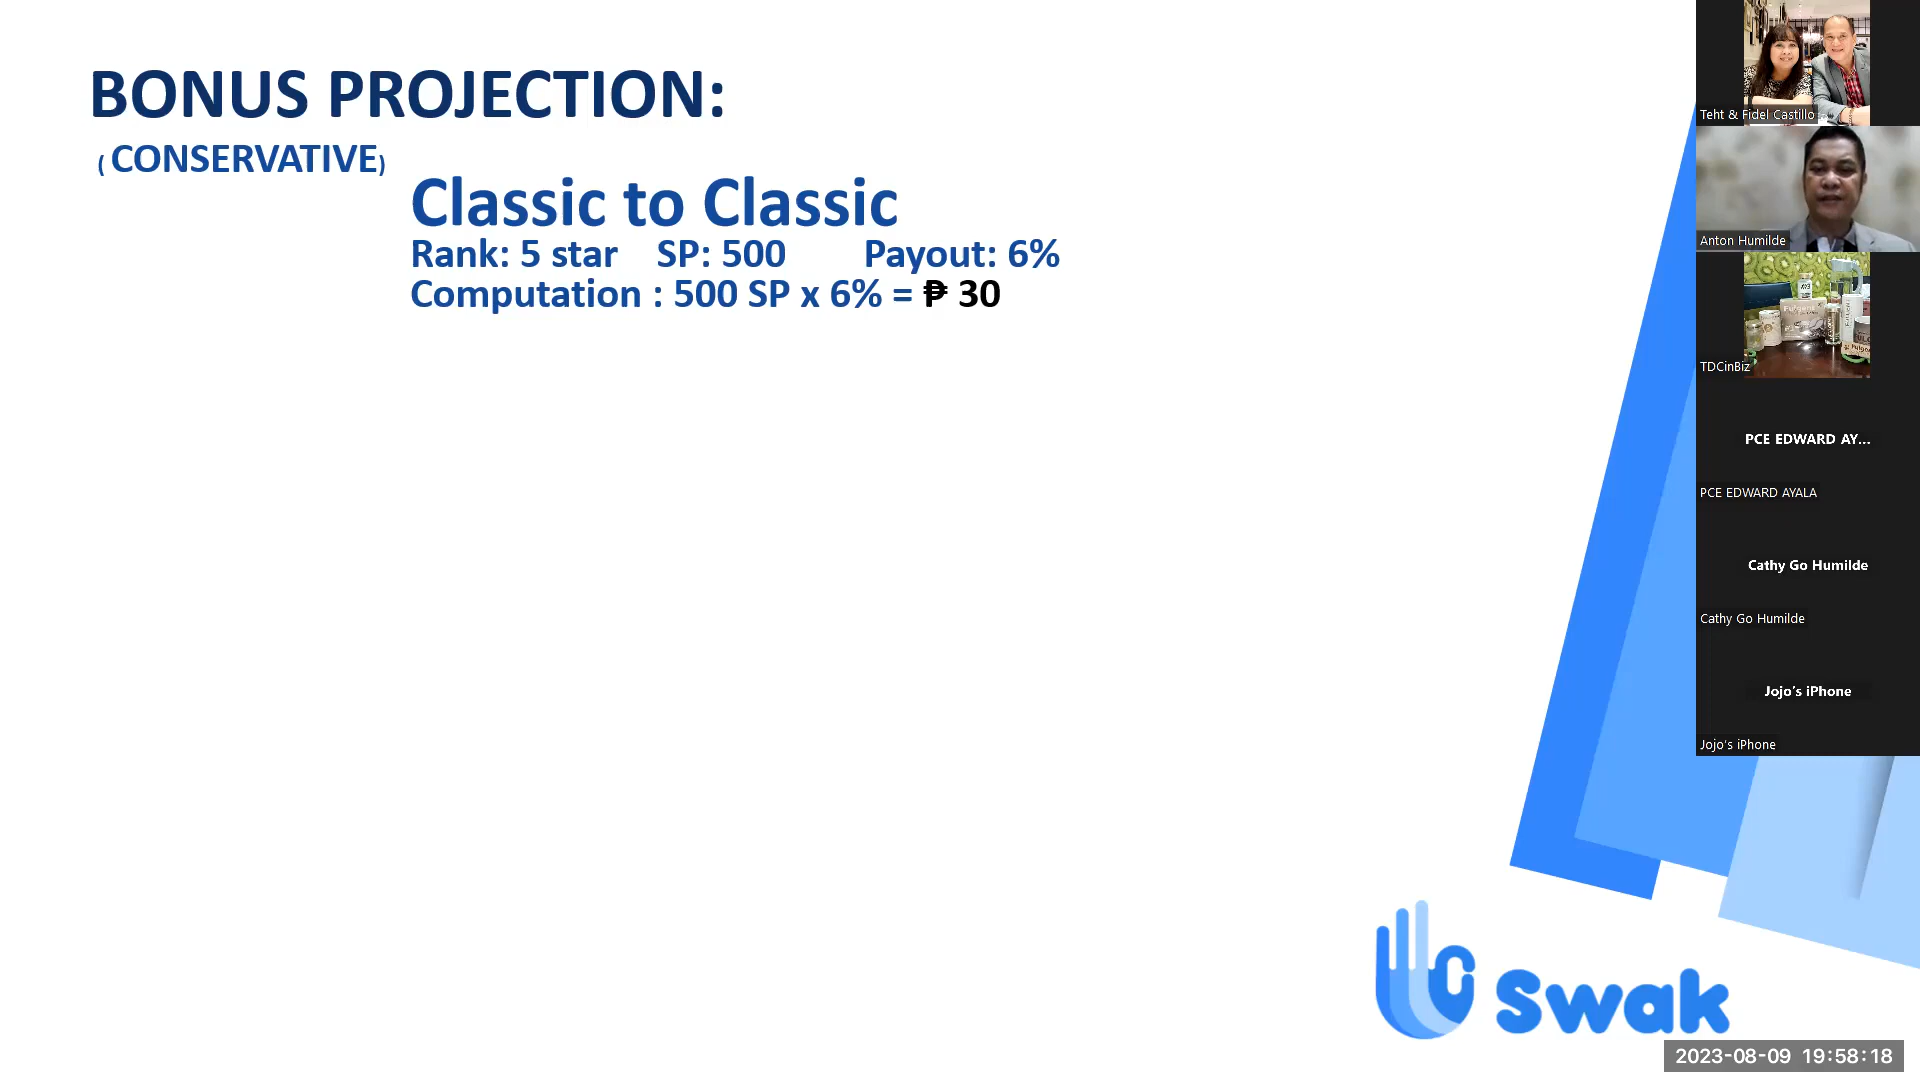 BONUS PROJECTION:
( CONSERVATIVE)
Classic to Classic
Rank: 5 star SP: 500 Payout: 6%
Computation : 500 SP x 6% = ₱ 30
Teht & Fidel Castillo
Anton Humilde
TDCinBiz
PCE EDWARD AY...
PCE EDWARD AYALA
Cathy Go Humilde
Cathy Go Humilde
Jojo's iPhone
Jojo's iPhone
Swak
2023-08-09 19:58:18